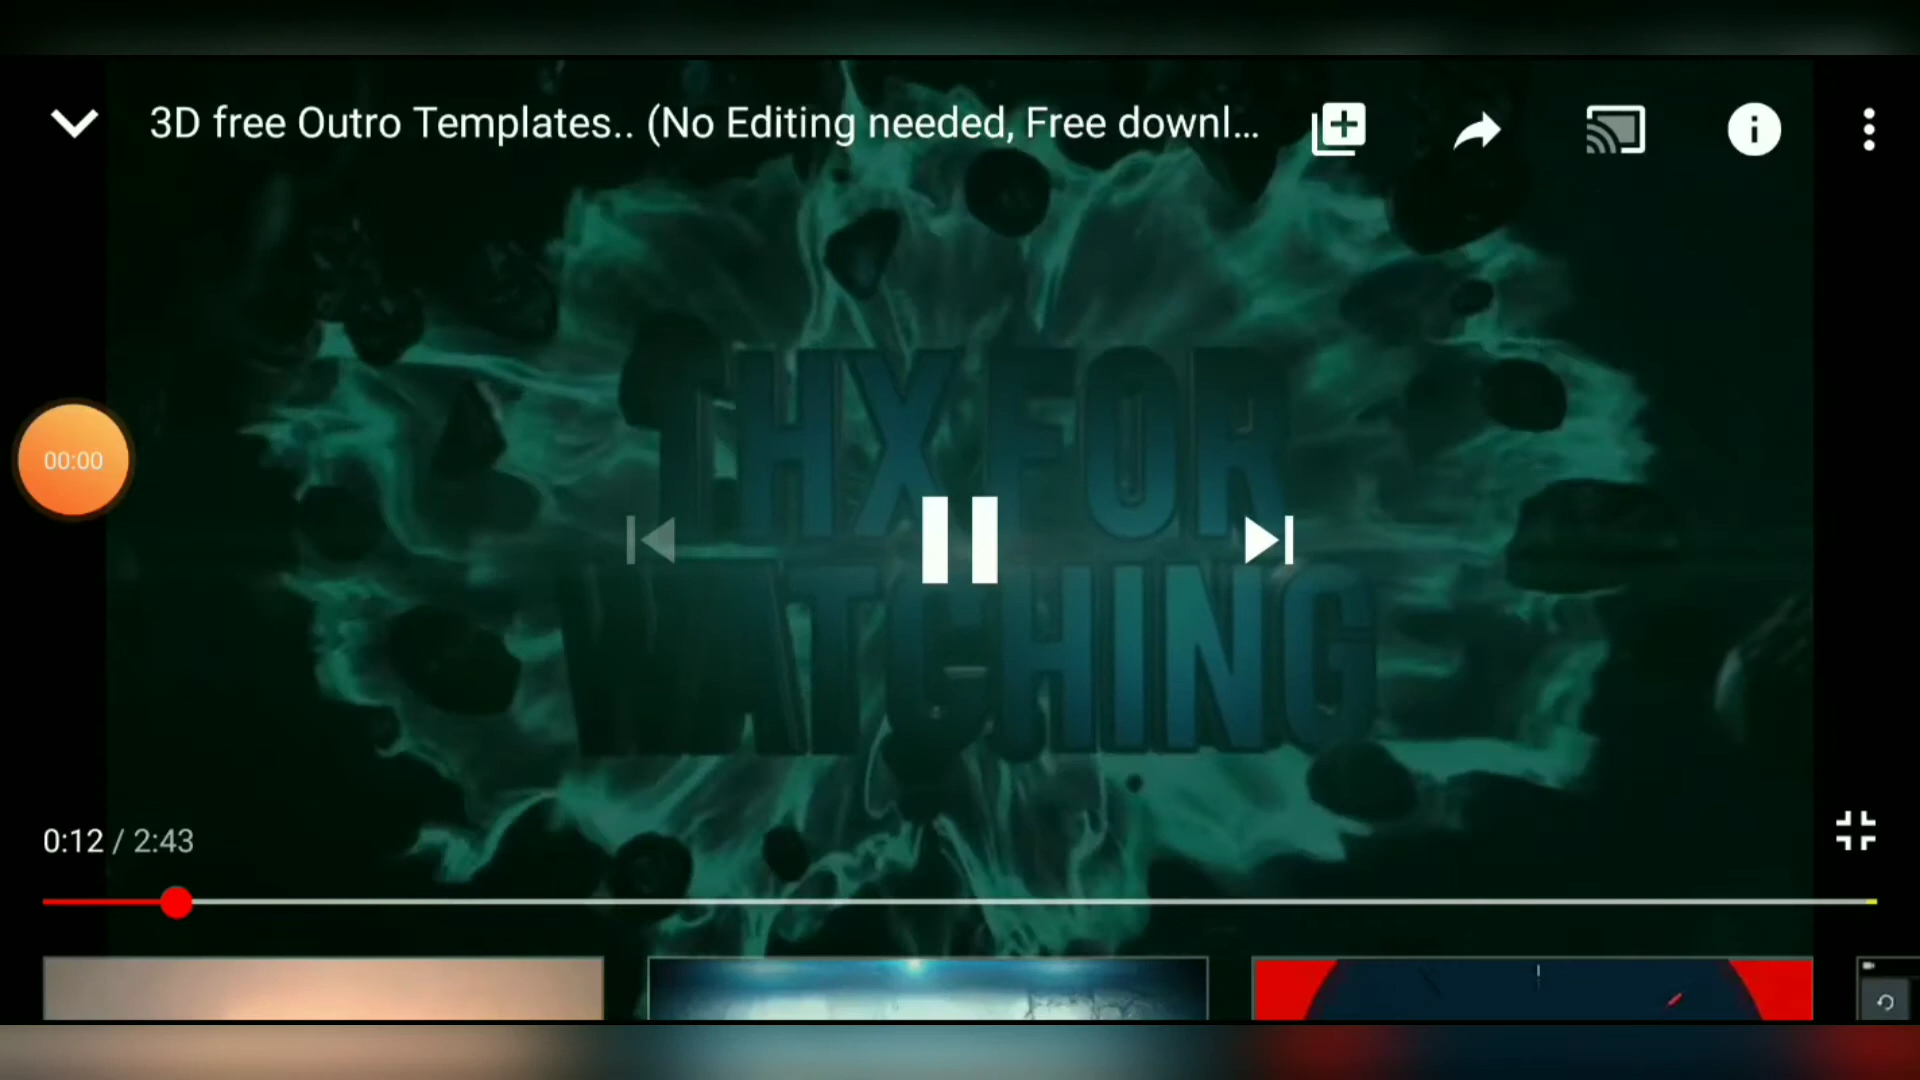 3D free Outro Templates.. (No Editing needed, Free downl...
THX FOR
00:00
WATCHING
0:12 / 2:43